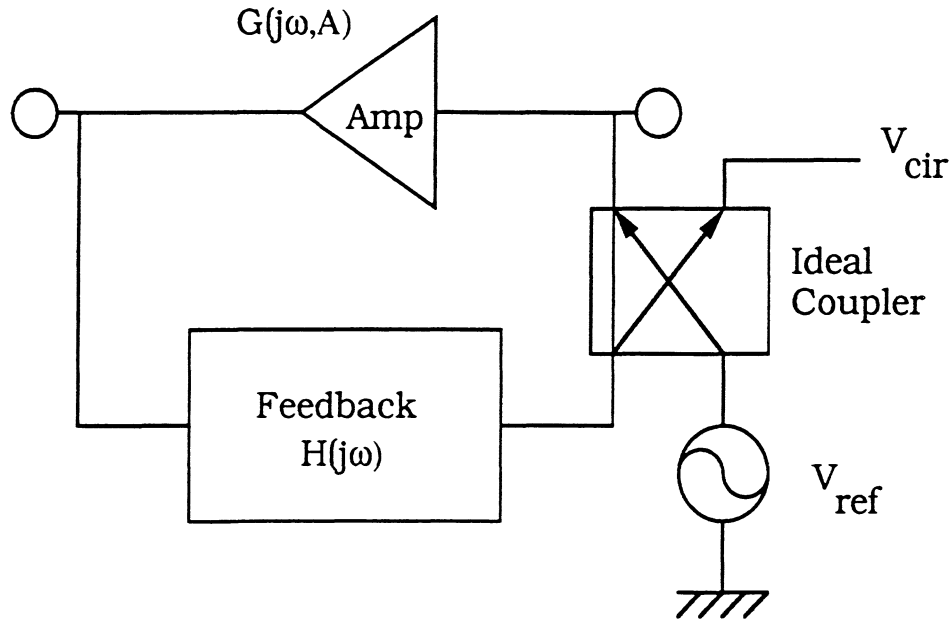 G(jω,A)
Amp
V
cir
Ideal
Coupler
Feedback
H(jω)
V
ref